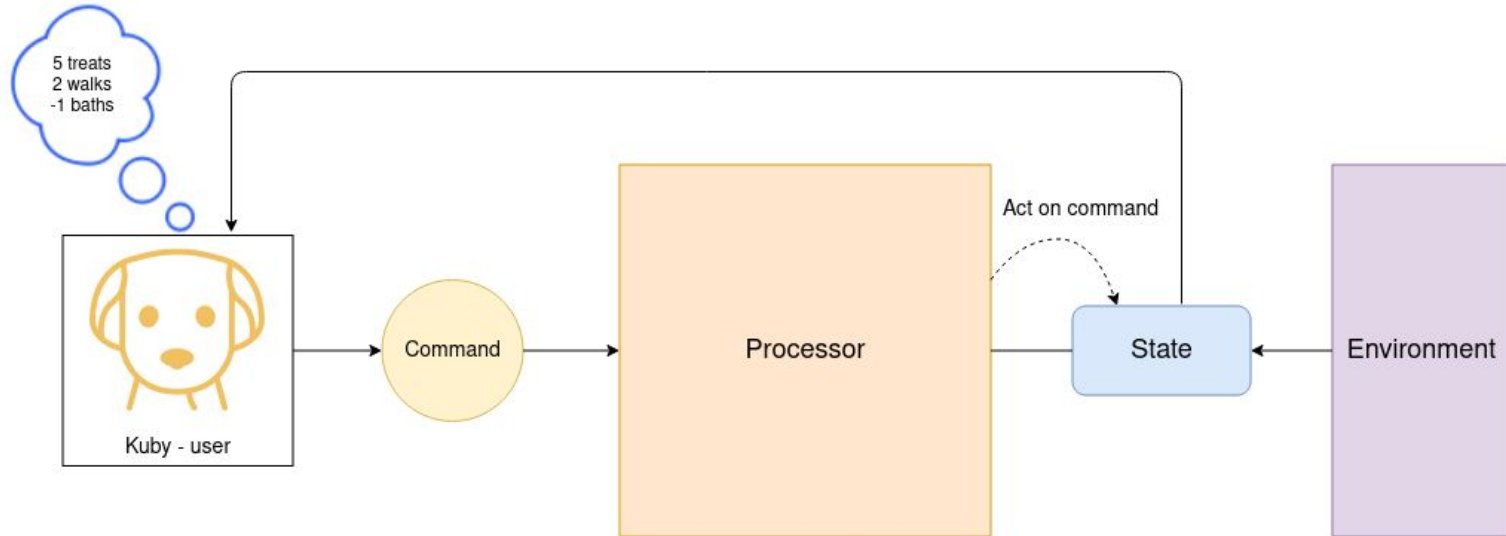 5 treats
2 walks
-1 baths
Act on command
Command
Processor
State
Environment
Kuby - user